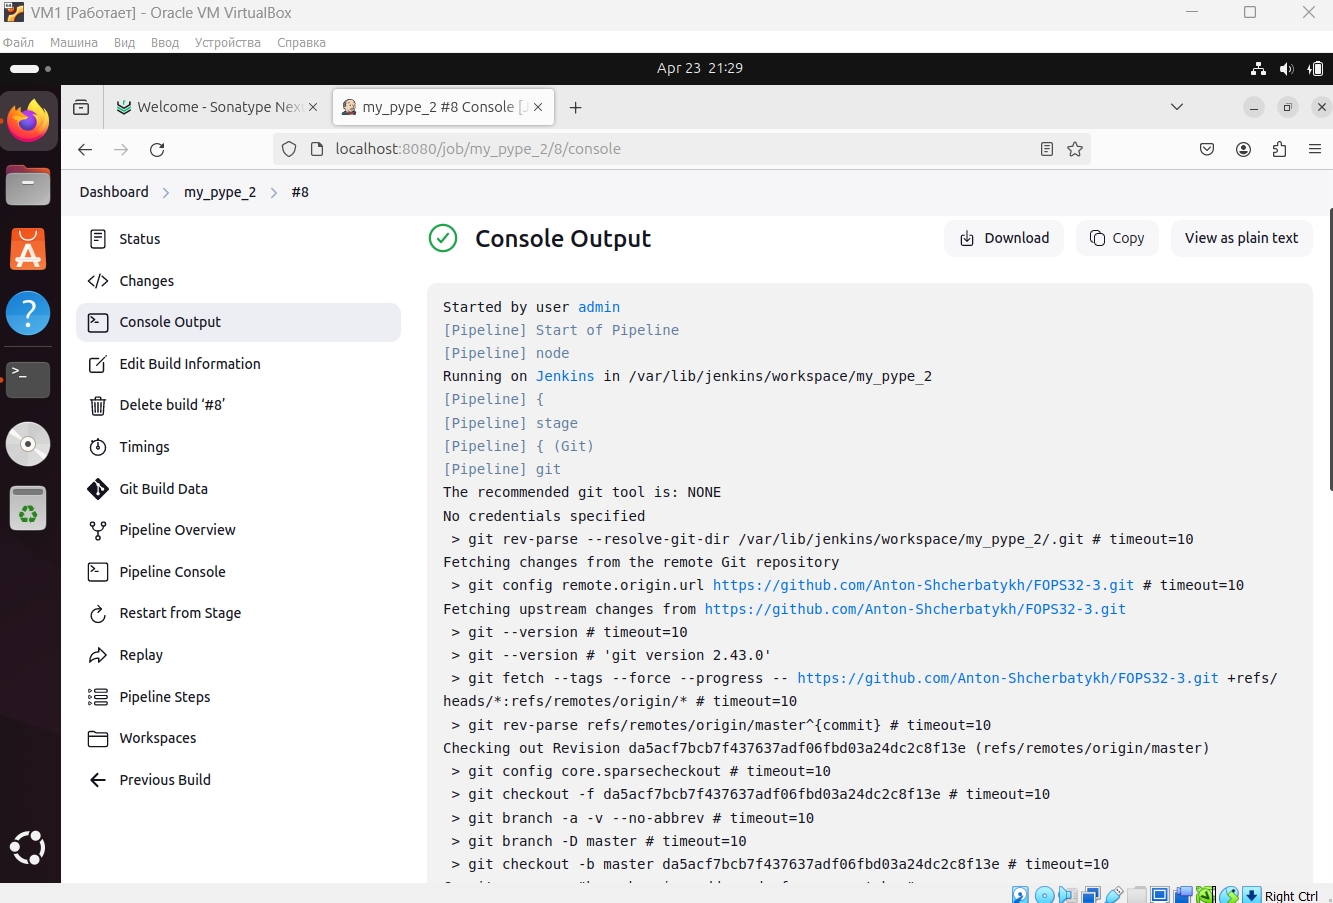 VM1 [Работает] - Oracle VM VirtualBox
Файл Машина Вид Ввод Устройства Справка
Apr 23 21:29
Welcome - Sonatype Nex
my_pype_2 #8 Console [
localhost:8080/job/my_pype_2/8/console
Dashboard my_pype_2 #8
Status
Changes
Console Output
Edit Build Information
Delete build ‘#8’
Timings
Git Build Data
Pipeline Overview
Pipeline Console
Restart from Stage
Replay
Pipeline Steps
Workspaces
Previous Build
Console Output
Download
Copy
View as plain text
Started by user admin
[Pipeline] Start of Pipeline
[Pipeline] node
Running on Jenkins in /var/lib/jenkins/workspace/my_pype_2
[Pipeline] {
[Pipeline] stage
[Pipeline] { (Git)
[Pipeline] git
The recommended git tool is: NONE
No credentials specified
> git rev-parse --resolve-git-dir /var/lib/jenkins/workspace/my_pype_2/.git # timeout=10
Fetching changes from the remote Git repository
> git config remote.origin.url https://github.com/Anton-Shcherbatykh/FOPS32-3.git # timeout=10
Fetching upstream changes from https://github.com/Anton-Shcherbatykh/FOPS32-3.git
> git --version # timeout=10
> git --version # 'git version 2.43.0'
> git fetch --tags --force --progress -- https://github.com/Anton-Shcherbatykh/FOPS32-3.git +refs/
heads/*:refs/remotes/origin/* # timeout=10
> git rev-parse refs/remotes/origin/master^{commit} # timeout=10
Checking out Revision da5acf7bcb7f437637adf06fbd03a24dc2c8f13e (refs/remotes/origin/master)
> git config core.sparsecheckout # timeout=10
> git checkout -f da5acf7bcb7f437637adf06fbd03a24dc2c8f13e # timeout=10
> git branch -a -v --no-abbrev # timeout=10
> git branch -D master # timeout=10
> git checkout -b master da5acf7bcb7f437637adf06fbd03a24dc2c8f13e # timeout=10
Right Ctrl